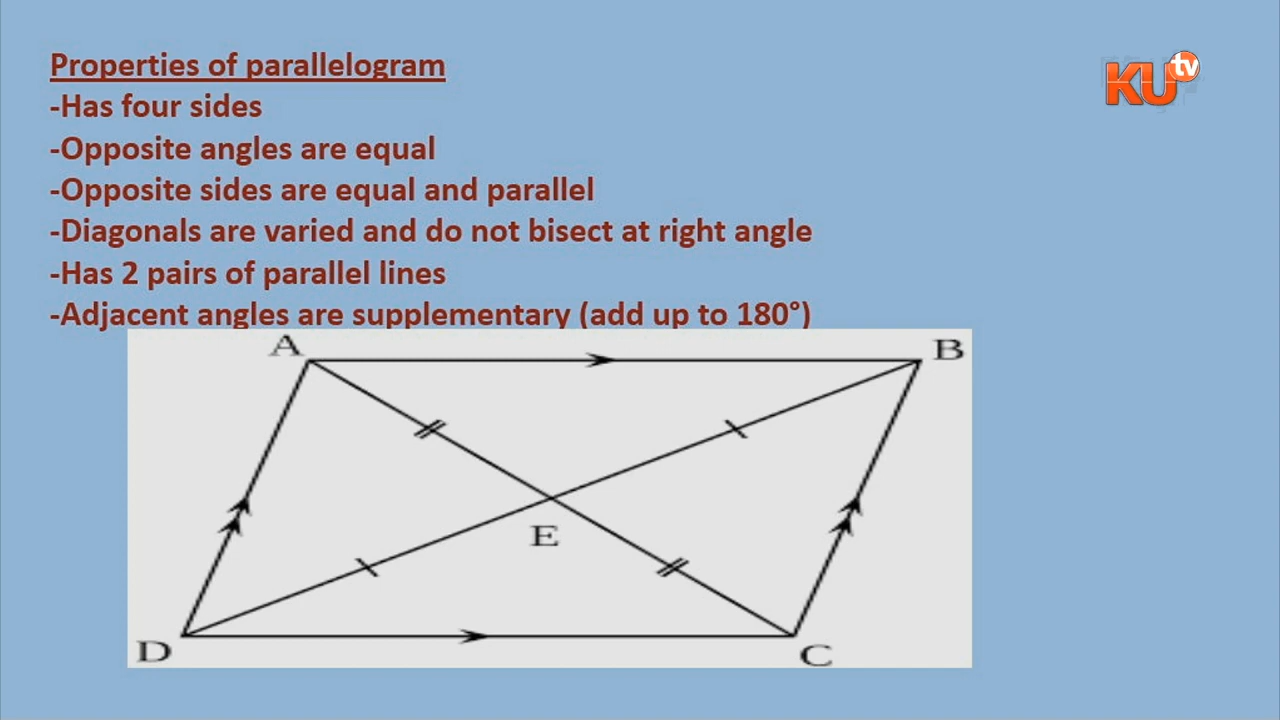 Properties of parallelogram
KU tv
-Has four sides
-Opposite angles are equal
-Opposite sides are equal and parallel
-Diagonals are varied and do not bisect at right angle
-Has 2 pairs of parallel lines
-Adjacent angles are supplementary (add up to 180°)
A
B
E
D
C